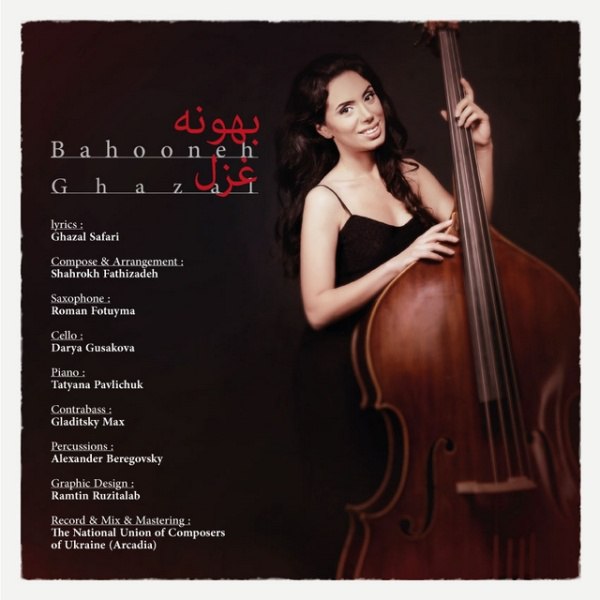 بهونه
Bahooneh
غزل
Ghazal
lyrics :
Ghazal Safari
Compose & Arrangement :
Shahrokh Fathizadeh
Saxophone :
Roman Fotuyma
Cello :
Darya Gusakova
Piano :
Tatyana Pavlichuk
Contrabass :
Gladitsky Max
Percussions :
Alexander Beregovsky
Graphic Design :
Ramtin Ruzitalab
Record & Mix & Mastering :
The National Union of Composers
of Ukraine (Arcadia)